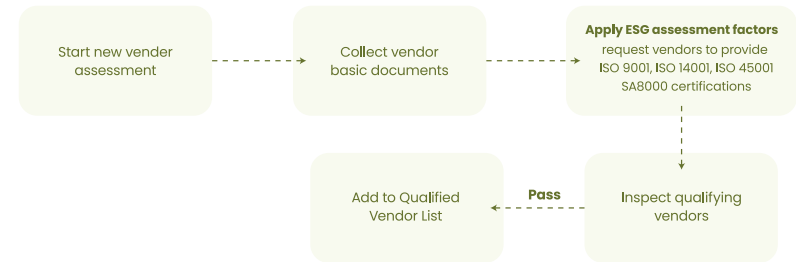 Start new vender
assessment
Collect vendor
basic documents
Apply ESG assessment factors
request vendors to provide
ISO 9001, ISO 14001, ISO 45001
SA8000 certifications
Inspect qualifying
vendors
Pass
Add to Qualified
Vendor List